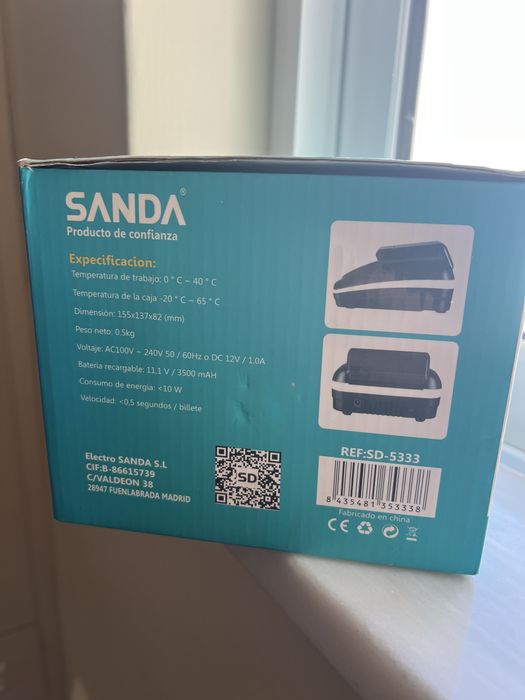 SANDA®
Producto de confianza
Expecificacion:
Temperatura de trabajo: 0 ° C ~ 40 ° C
Temperatura de la caja -20 ° C ~ 65 ° C
Dimensión: 155x137x82 (mm)
Peso neto: 0.5kg
Voltaje: AC100V ~ 240V 50 / 60Hz o DC 12V / 1.0A
Bateria recargable: 11,1 V / 3500 mAH
Consumo de energia: <10 W
Velocidad: <0,5 segundos / billete
Electro SANDA S.L
CIF:B-86615739
C/VALDEON 38
28947 FUENLABRADA MADRID
SD
REF:SD-5333
8 435481 353338
Fabricado en china
CE